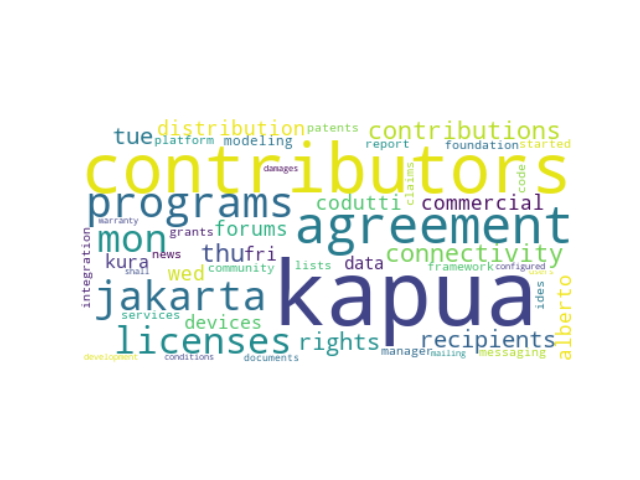 distribution
patents
contributions
tue
platform
modeling
report
foundation
started
contributors
damages
claims
code
programs
codutti
commercial
agreement
warranty
mon
grants
forums
integration
thu
fri
news
connectivity
kura
shall
wed
community
lists
data
framework
configured
kapua
jakarta
ides
alberto
services
devices
licenses
rights
recipients
development
conditions
documents
manager
mailing
messaging